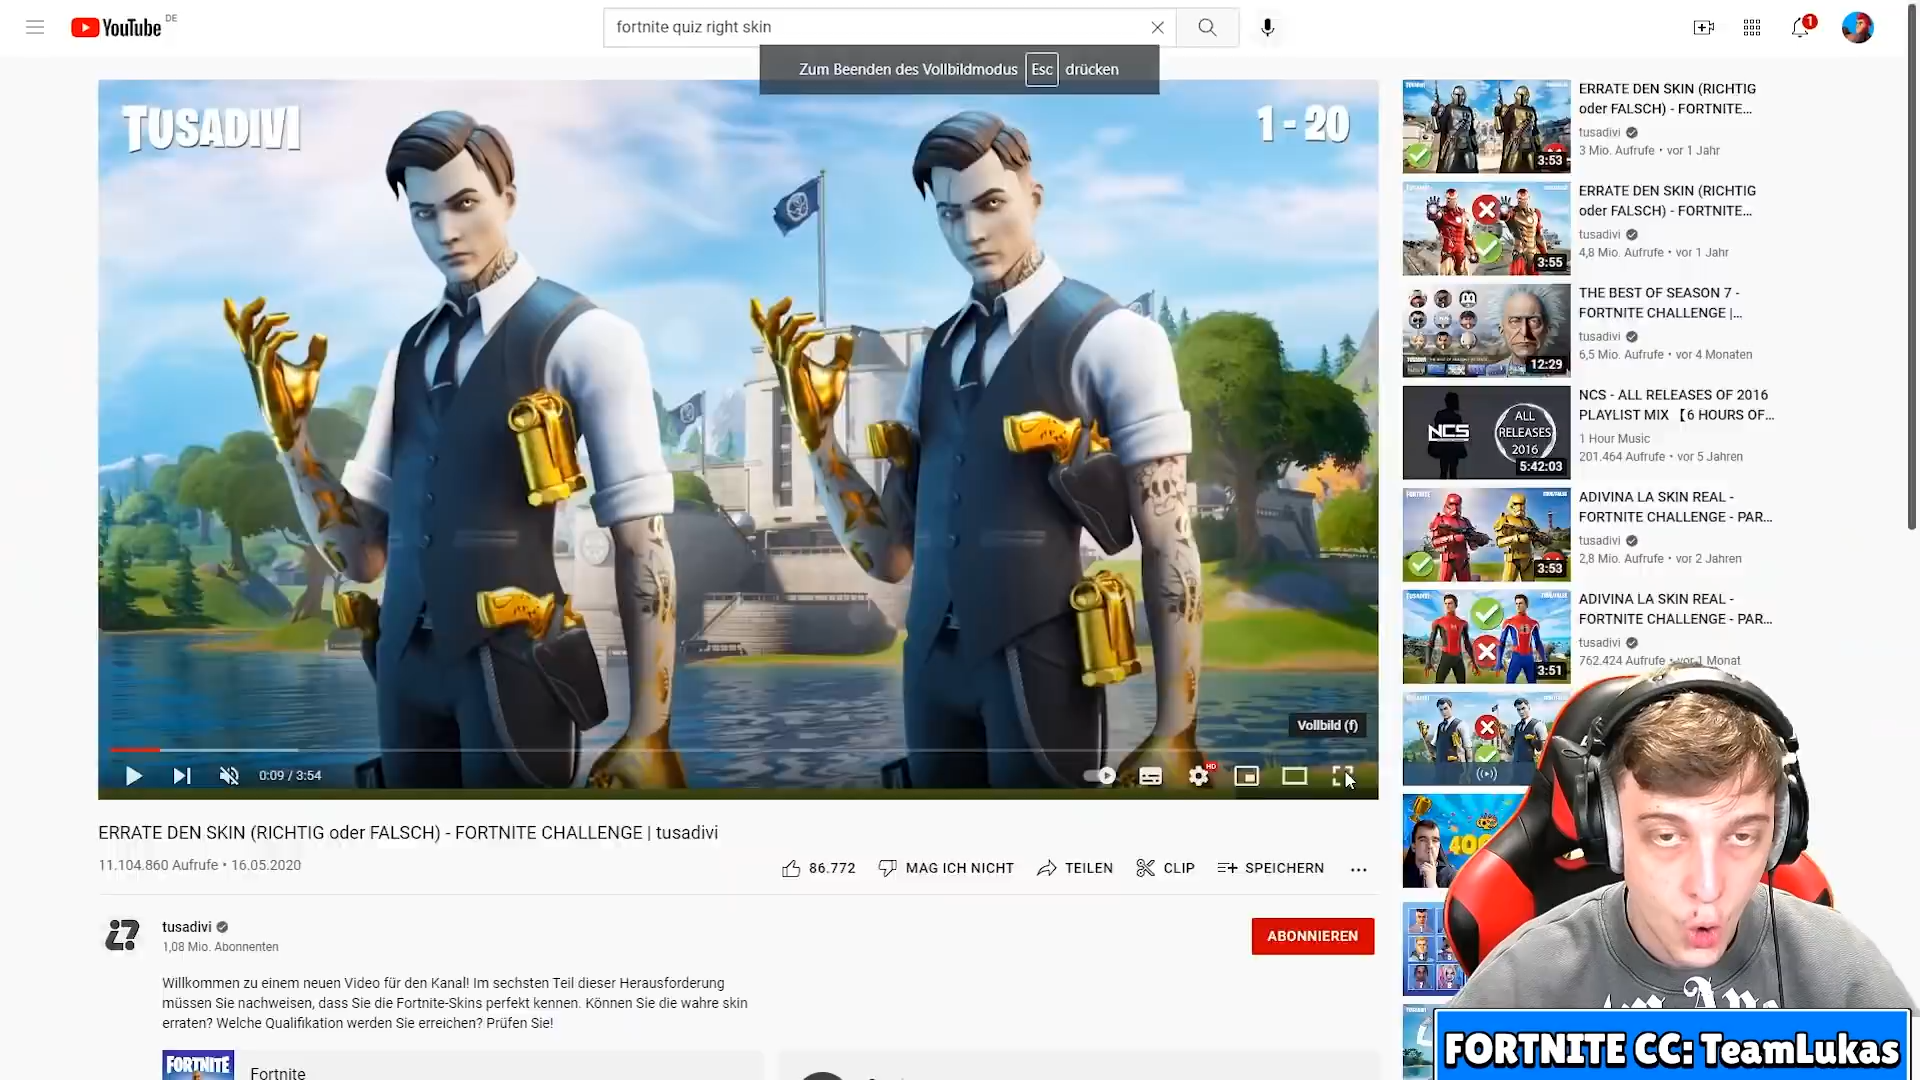 YouTube DE
fortnite quiz right skin
1
Zum Beenden des Vollbildmodus Esc drücken
TUSADIVI
1 - 20
Vollbild (f)
0:09 / 3:54
HD
ERRATE DEN SKIN (RICHTIG oder FALSCH) - FORTNITE CHALLENGE | tusadivi
11.104.860 Aufrufe • 16.05.2020
86.772
MAG ICH NICHT
TEILEN
CLIP
SPEICHERN
tusadivi
1,08 Mio. Abonnenten
ABONNIEREN
Willkommen zu einem neuen Video für den Kanal! Im sechsten Teil dieser Herausforderung
müssen Sie nachweisen, dass Sie die Fortnite-Skins perfekt kennen. Können Sie die wahre skin
erraten? Welche Qualifikation werden Sie erreichen? Prüfen Sie!
FORTNITE
Fortnite
ERRATE DEN SKIN (RICHTIG
oder FALSCH) - FORTNITE...
tusadivi
3 Mio. Aufrufe • vor 1 Jahr
3:53
ERRATE DEN SKIN (RICHTIG
oder FALSCH) - FORTNITE...
tusadivi
4,8 Mio. Aufrufe • vor 1 Jahr
3:55
THE BEST OF SEASON 7 -
FORTNITE CHALLENGE |...
tusadivi
6,5 Mio. Aufrufe • vor 4 Monaten
12:29
NCS - ALL RELEASES OF 2016
PLAYLIST MIX 【6 HOURS OF...
1 Hour Music
201.464 Aufrufe • vor 5 Jahren
NCS
ALL
RELEASES
2016
5:42:03
ADIVINA LA SKIN REAL -
FORTNITE CHALLENGE - PAR...
tusadivi
2,8 Mio. Aufrufe • vor 2 Jahren
3:53
ADIVINA LA SKIN REAL -
FORTNITE CHALLENGE - PAR...
tusadivi
762.424 Aufrufe • vor 1 Monat
3:51
FORTNITE CC: TeamLukas